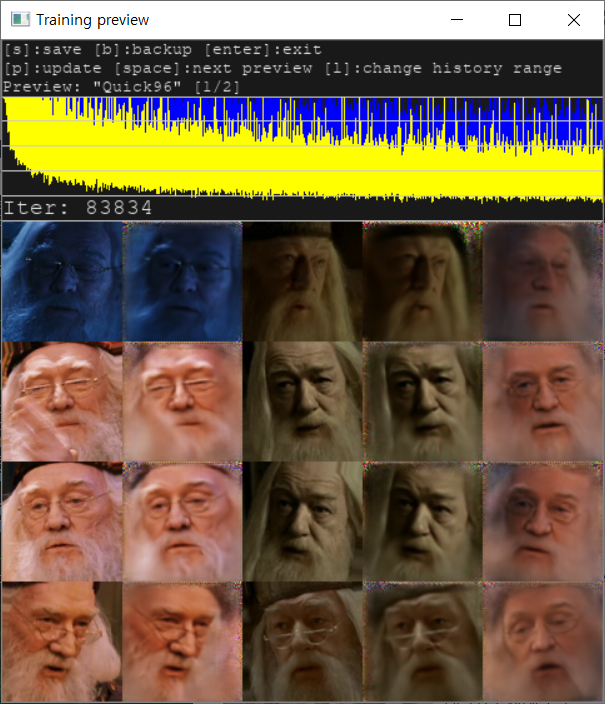 Training preview
[s]:save [b]:backup [enter]:exit
[p]:update [space]:next preview [l]:change history range
Preview: "Quick96" [1/2]
Iter: 83834